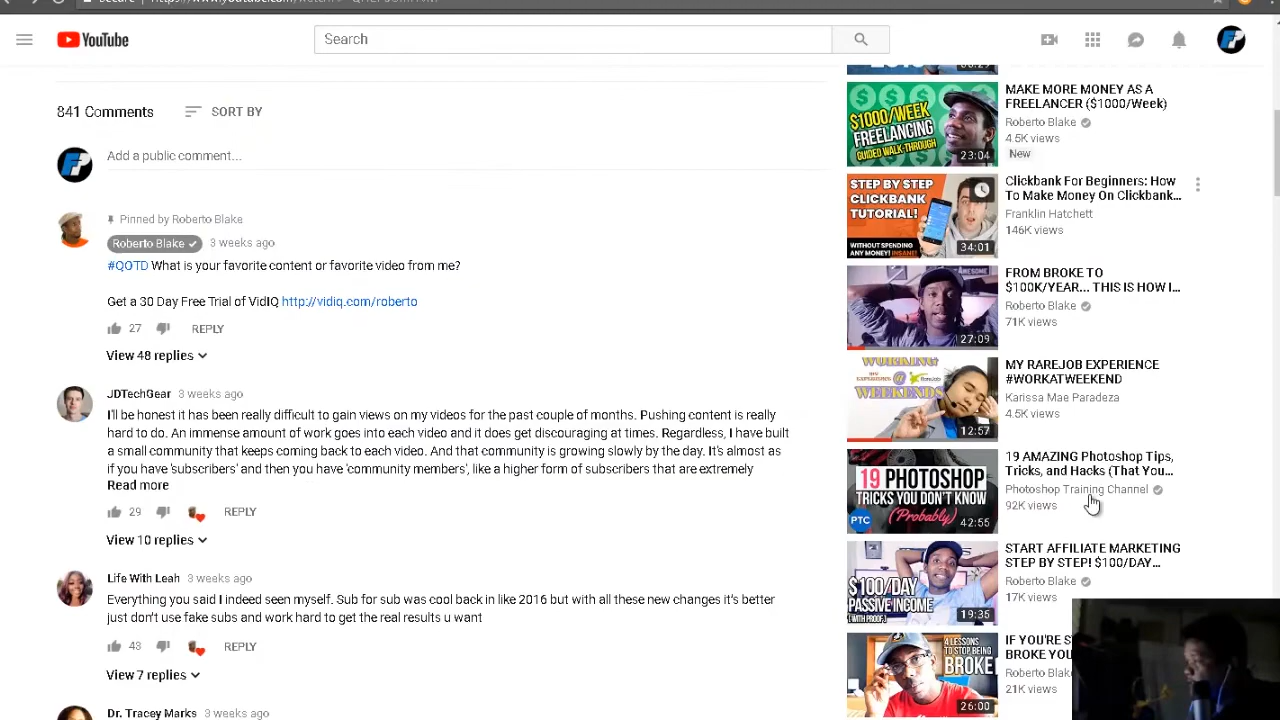 YouTube
Search
841 Comments
SORT BY
Add a public comment...
Pinned by Roberto Blake
Roberto Blake 3 weeks ago
#QOTD What is your favorite content or favorite video from me?
Get a 30 Day Free Trial of VidIQ http://vidiq.com/roberto
27 REPLY
View 48 replies
JDTechGear 3 weeks ago
I'll be honest it has been really difficult to gain views on my videos for the past couple of months. Pushing content is really
hard to do. An immense amount of work goes into each video and it does get discouraging at times. Regardless, I have built
a small community that keeps coming back to each video. And that community is growing slowly by the day. It's almost as
if you have 'subscribers' and then you have 'community members', like a higher form of subscribers that are extremely
Read more
29 REPLY
View 10 replies
Life With Leah 3 weeks ago
Everything you said I indeed seen myself. Sub for sub was cool back in like 2016 but with all these new changes it's better
just dont use fake subs and work hard to get the real results u want
43 REPLY
View 7 replies
Dr. Tracey Marks 3 weeks ago
$1000/WEEK
FREELANCING
GUIDED WALK-THROUGH
23:04
MAKE MORE MONEY AS A
FREELANCER ($1000/Week)
Roberto Blake
4.5K views
New
STEP BY STEP
CLICKBANK
TUTORIAL!
WITHOUT SPENDING
ANY MONEY! INSANE!
34:01
Clickbank For Beginners: How
To Make Money On Clickbank...
Franklin Hatchett
146K views
AWESOME
27:09
FROM BROKE TO
$100K/YEAR... THIS IS HOW I...
Roberto Blake
71K views
WORKING
@
WEEKENDS
12:57
MY RAREJOB EXPERIENCE
#WORKATWEEKEND
Karissa Mae Paradeza
4.5K views
19 PHOTOSHOP
TRICKS YOU DON'T KNOW
(Probably)
PTC
42:55
19 AMAZING Photoshop Tips,
Tricks, and Hacks (That You...
Photoshop Training Channel
92K views
$100/DAY
PASSIVE INCOME
[WITH PROOF]
19:35
START AFFILIATE MARKETING
STEP BY STEP! $100/DAY...
Roberto Blake
17K views
4 LESSONS
TO STOP BEING
BROKE
26:00
IF YOU'RE
BROKE YOU
Roberto Blake
21K views